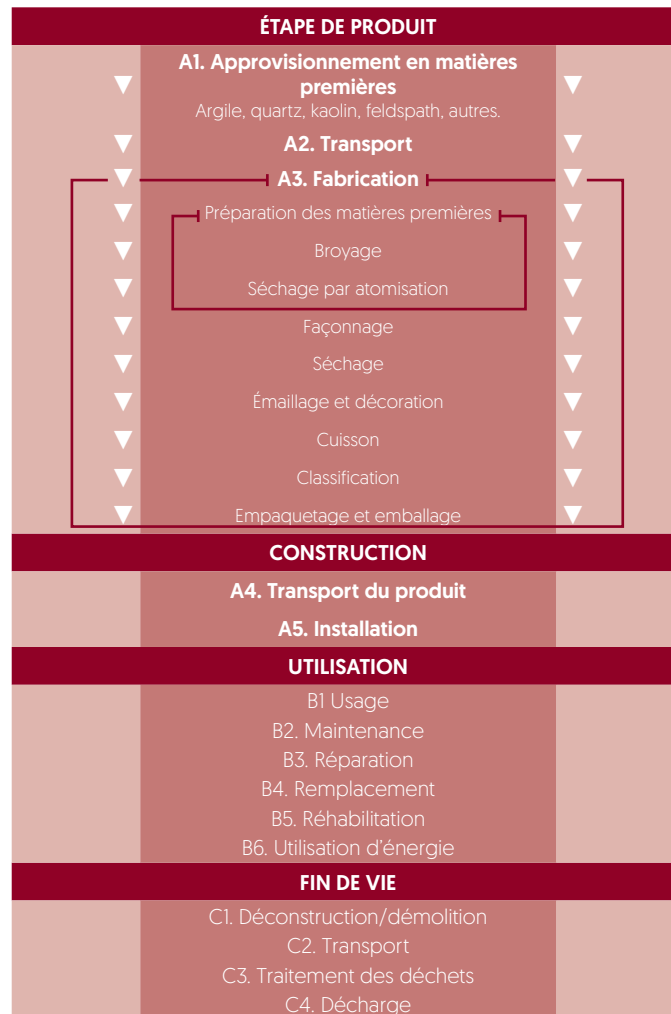 ÉTAPE DE PRODUIT
A1. Approvisionnement en matières
premières
Argile, quartz, kaolin, feldspath, autres.
A2. Transport
A3. Fabrication
Préparation des matières premières
Broyage
Séchage par atomisation
Façonnage
Séchage
Émaillage et décoration
Cuisson
Classification
Empaquetage et emballage
CONSTRUCTION
A4. Transport du produit
A5. Installation
UTILISATION
B1 Usage
B2. Maintenance
B3. Réparation
B4. Remplacement
B5. Réhabilitation
B6. Utilisation d'énergie
FIN DE VIE
C1. Déconstruction/démolition
C2. Transport
C3. Traitement des déchets
C4. Décharge